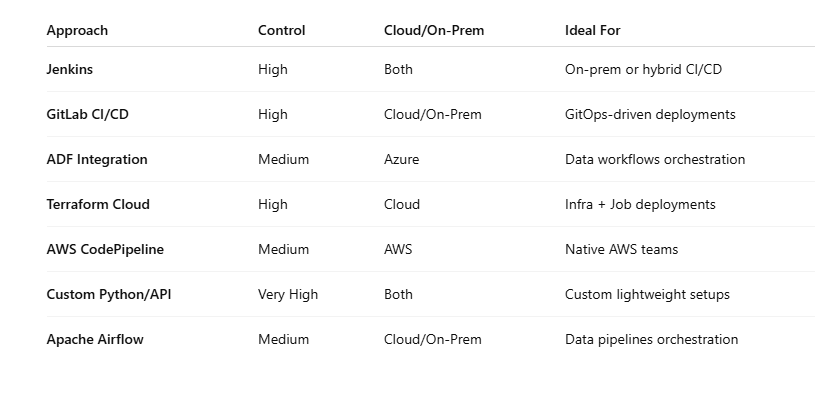 Approach Control Cloud/On-Prem Ideal For
Jenkins High Both On-prem or hybrid CI/CD
GitLab CI/CD High Cloud/On-Prem GitOps-driven deployments
ADF Integration Medium Azure Data workflows orchestration
Terraform Cloud High Cloud Infra + Job deployments
AWS CodePipeline Medium AWS Native AWS teams
Custom Python/API Very High Both Custom lightweight setups
Apache Airflow Medium Cloud/On-Prem Data pipelines orchestration